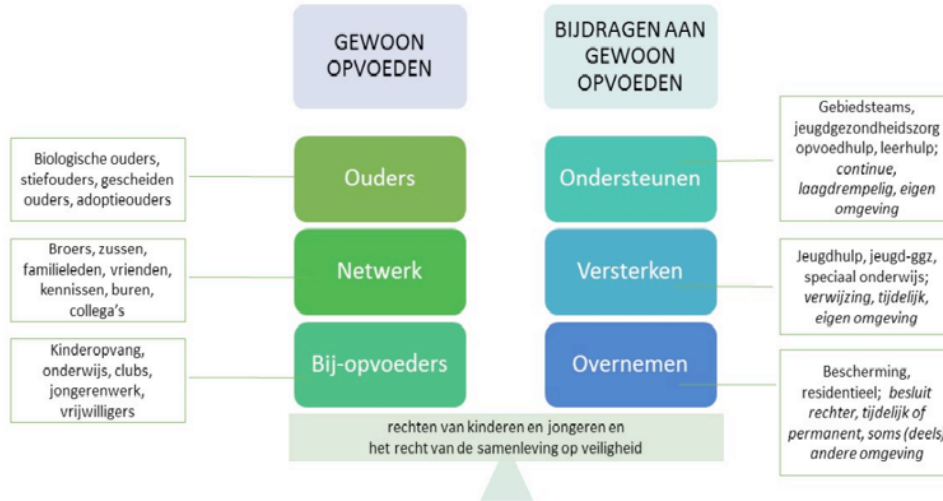 GEWOON
OPVOEDEN
BIJDRAGEN AAN
GEWOON
OPVOEDEN
Biologische ouders,
stiefouders, gescheiden
ouders, adoptieouders
Ouders
Ondersteunen
Gebiedsteams,
jeugdgezondheidszorg
opvoedhulp, leerhulp;
continue,
laagdrempelig, eigen
omgeving
Broers, zussen,
familieleden, vrienden,
kennissen, buren,
collega's
Netwerk
Versterken
Jeugdhulp, jeugd-ggz,
speciaal onderwijs;
verwijzing, tijdelijk,
eigen omgeving
Kinderopvang,
onderwijs, clubs,
jongerenwerk,
vrijwilligers
Bij-opvoeders
Overnemen
Bescherming,
residentieel; besluit
rechter, tijdelijk of
permanent, soms (deels)
andere omgeving
rechten van kinderen en jongeren en
het recht van de samenleving op veiligheid